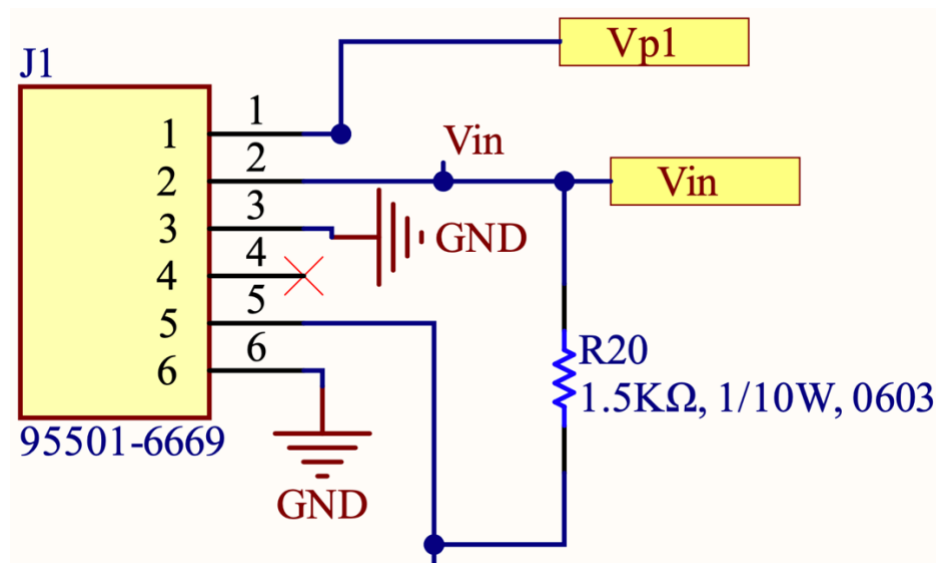 Vp1
J1
1 1
Vin
2 2
Vin
3 3
GND
4 4
5 5
6 6
R20
1.5KΩ, 1/10W, 0603
95501-6669
GND